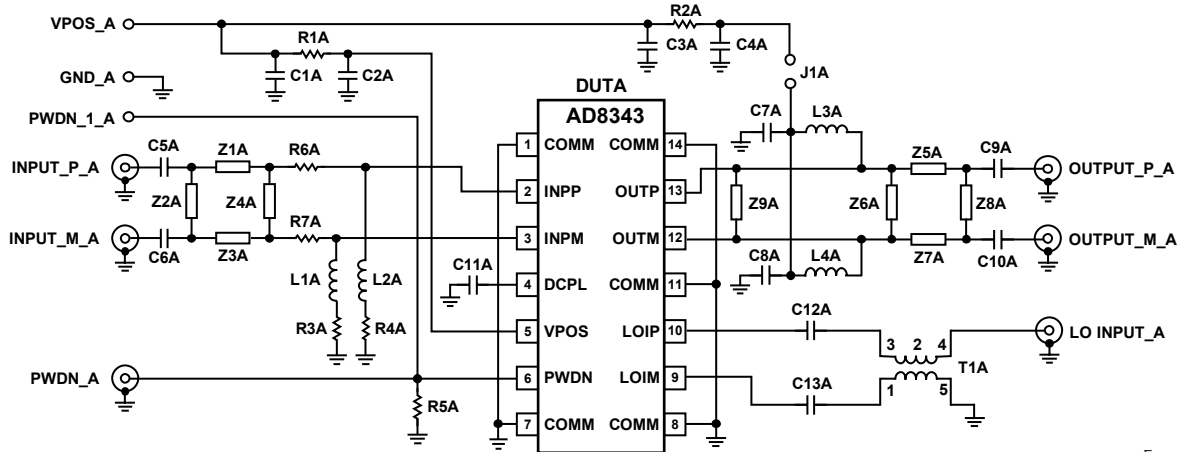 VPOS_A
R2A
R1A
C3A
C4A
C1A
C2A
J1A
GND_A
DUTA
PWDN_1_A
AD8343
C7A
L3A
INPUT_P_A
C5A
Z1A
R6A
1 COMM
COMM 14
Z5A
C9A
OUTPUT_P_A
Z2A
Z4A
2 INPP
OUTP 13
Z9A
Z6A
Z8A
R7A
INPUT_M_A
C6A
Z3A
3 INPM
OUTM 12
Z7A
C10A
OUTPUT_M_A
L1A
L2A
C11A
4 DCPL
COMM 11
C8A
L4A
R3A
R4A
5 VPOS
LOIP 10
C12A
3 2 4
LO INPUT_A
T1A
PWDN_A
6 PWDN
LOIM 9
C13A
1 5
R5A
7 COMM
COMM 8